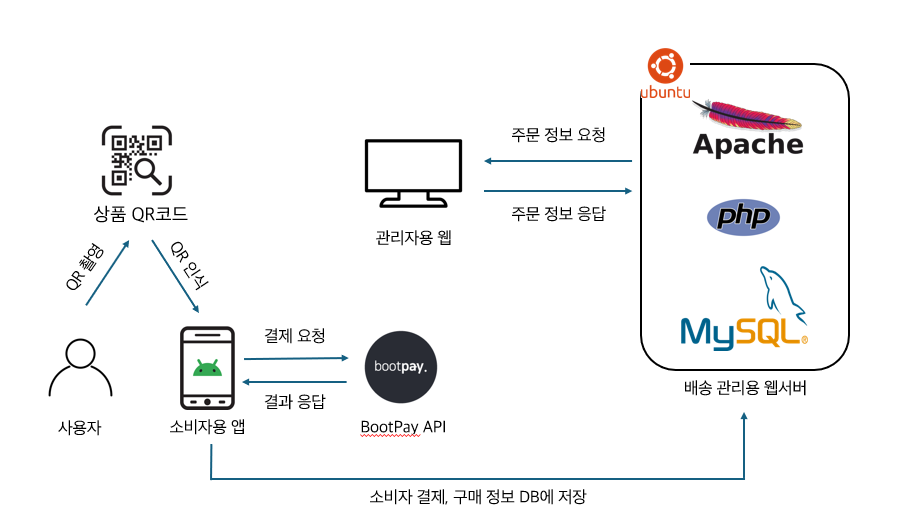 ubuntu
Apache
php
MySQL®
주문 정보 요청
주문 정보 응답
관리자용 웹
상품 QR코드
QR 촬영
QR 인식
결제 요청
결과 응답
bootpay.
사용자
소비자용 앱
BootPay API
배송 관리용 웹서버
소비자 결제, 구매 정보 DB에 저장